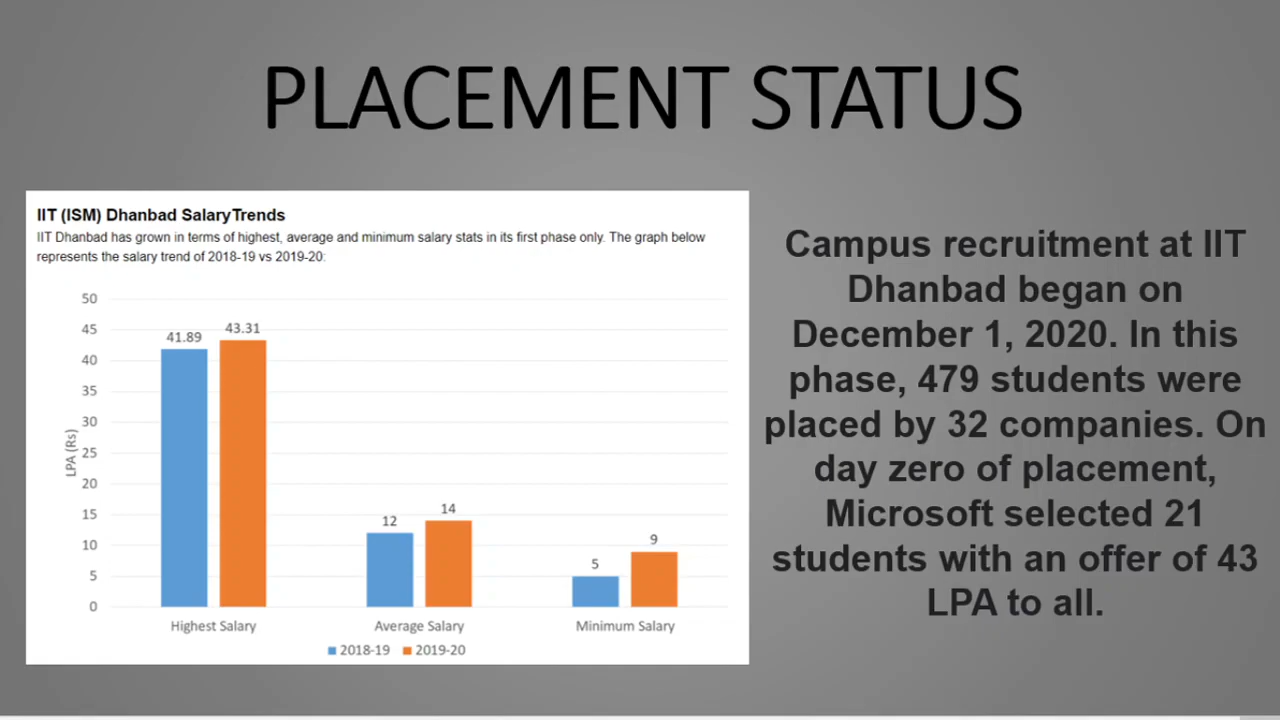 PLACEMENT STATUS
IIT (ISM) Dhanbad SalaryTrends
IIT Dhanbad has grown in terms of highest, average and minimum salary stats in its first phase only. The graph below
represents the salary trend of 2018-19 vs 2019-20:
50
45
40
35
30
25
20
15
10
5
0
LPA (Rs)
41.89
43.31
12
14
5
9
Highest Salary
Average Salary
Minimum Salary
2018-19
2019-20
Campus recruitment at IIT
Dhanbad began on
December 1, 2020. In this
phase, 479 students were
placed by 32 companies. On
day zero of placement,
Microsoft selected 21
students with an offer of 43
LPA to all.